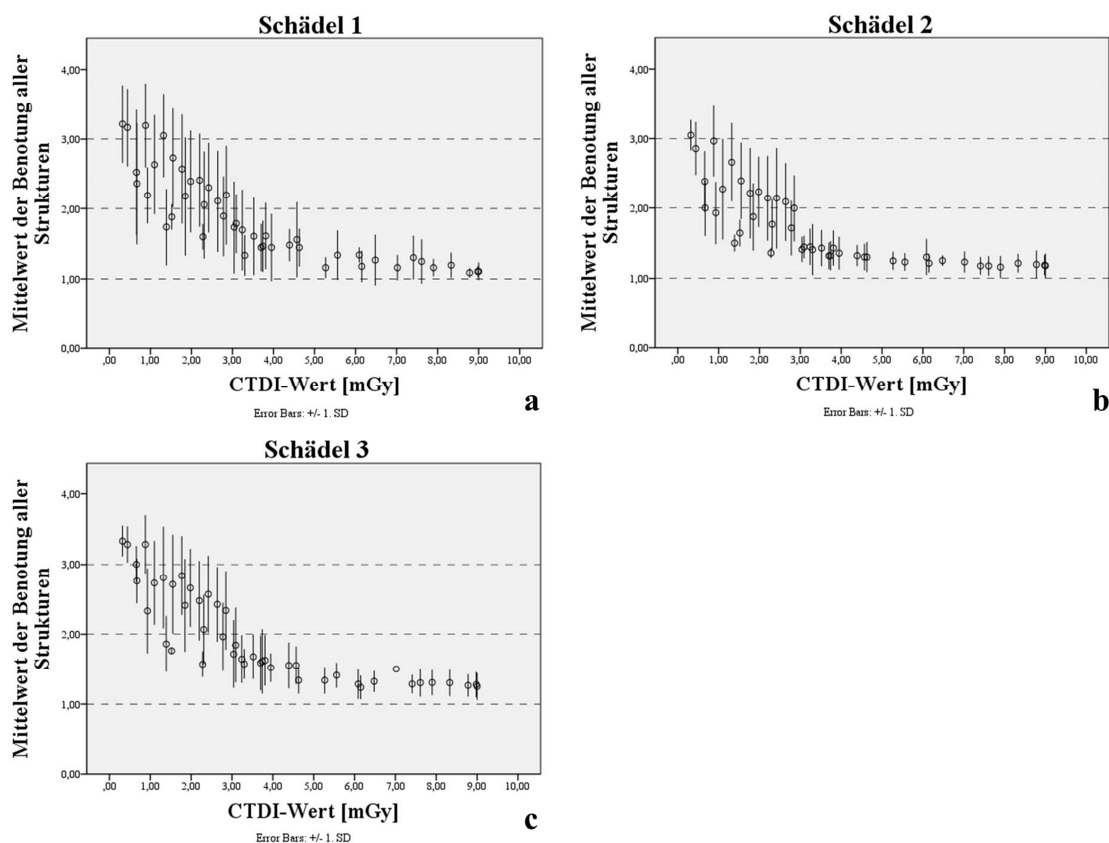 Schädel 1
Mittelwert der Benotung aller
Strukturen
4,00
3,00
2,00
1,00
0,00
,00 1,00 2,00 3,00 4,00 5,00 6,00 7,00 8,00 9,00 10,00
CTDI-Wert [mGy]
Error Bars: +/- 1. SD
a
Schädel 2
Mittelwert der Benotung aller
Strukturen
4,00
3,00
2,00
1,00
0,00
,00 1,00 2,00 3,00 4,00 5,00 6,00 7,00 8,00 9,00 10,00
CTDI-Wert [mGy]
Error Bars: +/- 1. SD
b
Schädel 3
Mittelwert der Benotung aller
Strukturen
4,00
3,00
2,00
1,00
0,00
,00 1,00 2,00 3,00 4,00 5,00 6,00 7,00 8,00 9,00 10,00
CTDI-Wert [mGy]
Error Bars: +/- 1. SD
c